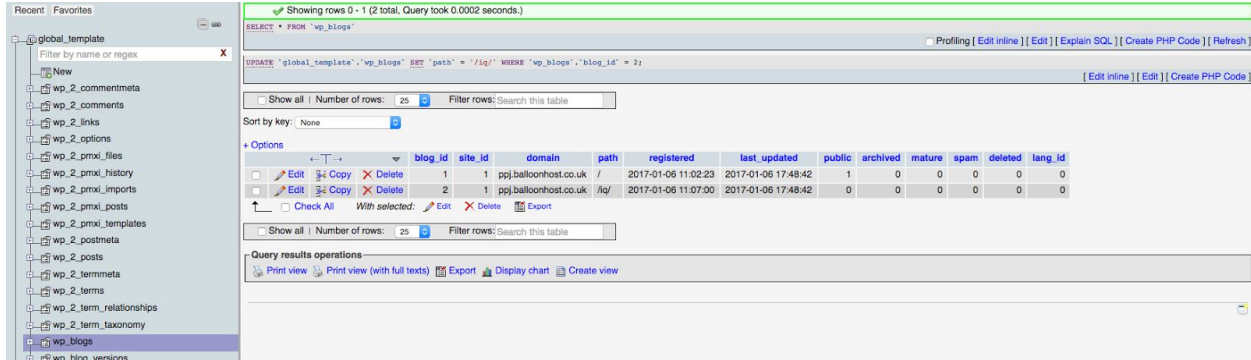 Recent Favorites
global_template
Filter by name or regex X
New
wp_2_commentmeta
wp_2_comments
wp_2_links
wp_2_options
wp_2_pmxi_files
wp_2_pmxi_history
wp_2_pmxi_imports
wp_2_pmxi_posts
wp_2_pmxi_templates
wp_2_postmeta
wp_2_posts
wp_2_termmeta
wp_2_terms
wp_2_term_relationships
wp_2_term_taxonomy
wp_blogs
wp_blog_versions
Showing rows 0 - 1 (2 total, Query took 0.0002 seconds.)
SELECT * FROM `wp_blogs`
Profiling [ Edit inline ] [ Edit ] [ Explain SQL ] [ Create PHP Code ] [ Refresh ]
UPDATE `global_template`.`wp_blogs` SET `path` = '/iq/' WHERE `wp_blogs`.`blog_id` = 2;
[ Edit inline ] [ Edit ] [ Create PHP Code ]
Show all | Number of rows: 25 Filter rows: Search this table
Sort by key: None
+ Options
←T→ blog_id site_id domain path registered last_updated public archived mature spam deleted lang_id
Edit Copy Delete 1 1 ppj.balloonhost.co.uk / 2017-01-06 11:02:23 2017-01-06 17:48:42 1 0 0 0 0 0
Edit Copy Delete 2 1 ppj.balloonhost.co.uk /iq/ 2017-01-06 11:07:00 2017-01-06 17:48:42 0 0 0 0 0 0
Check All With selected: Edit Delete Export
Show all | Number of rows: 25 Filter rows: Search this table
Query results operations
Print view Print view (with full texts) Export Display chart Create view